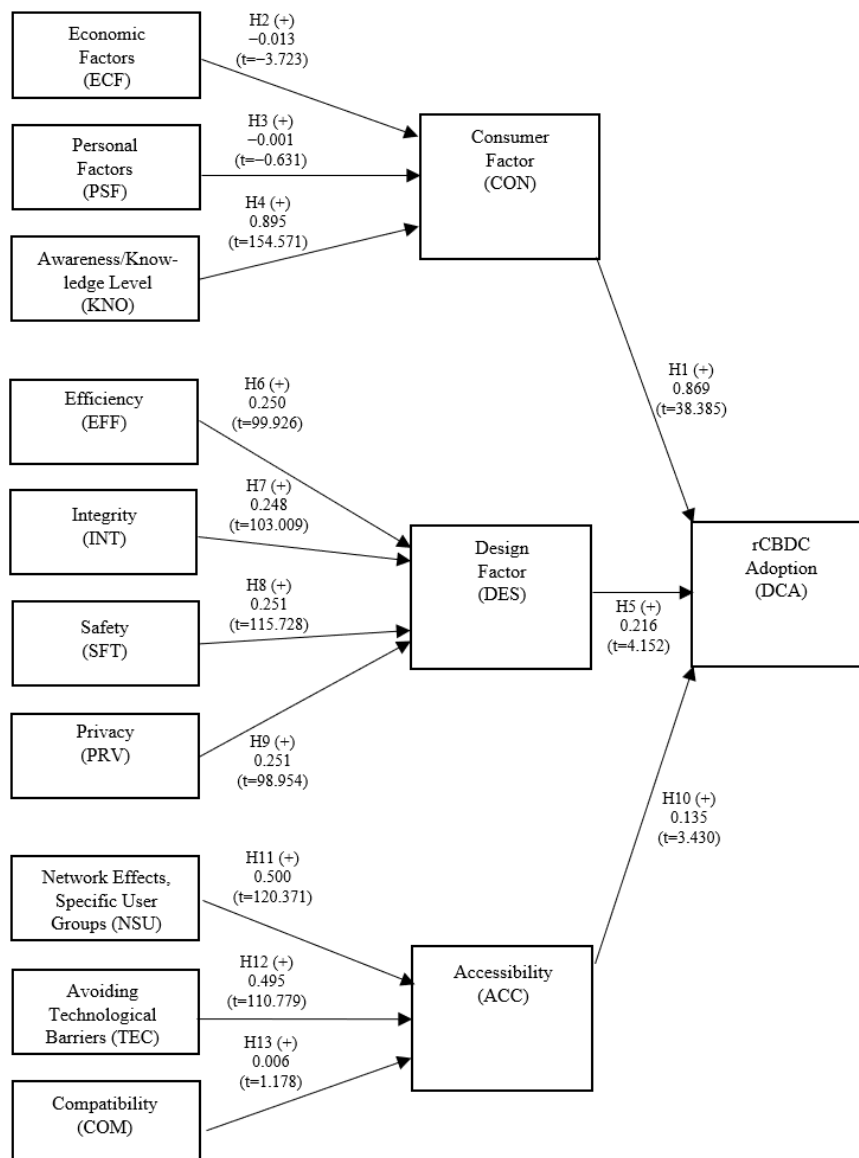 Economic
Factors
(ECF)
H2 (+)
−0.013
(t=−3.723)
Personal
Factors
(PSF)
H3 (+)
−0.001
(t=−0.631)
Awareness/Know-
ledge Level
(KNO)
H4 (+)
0.895
(t=154.571)
Consumer
Factor
(CON)
H1 (+)
0.869
(t=38.385)
Efficiency
(EFF)
H6 (+)
0.250
(t=99.926)
Integrity
(INT)
H7 (+)
0.248
(t=103.009)
Safety
(SFT)
H8 (+)
0.251
(t=115.728)
Privacy
(PRV)
H9 (+)
0.251
(t=98.954)
Design
Factor
(DES)
H5 (+)
0.216
(t=4.152)
rCBDC
Adoption
(DCA)
Network Effects,
Specific User
Groups (NSU)
H11 (+)
0.500
(t=120.371)
Avoiding
Technological
Barriers (TEC)
H12 (+)
0.495
(t=110.779)
Compatibility
(COM)
H13 (+)
0.006
(t=1.178)
Accessibility
(ACC)
H10 (+)
0.135
(t=3.430)